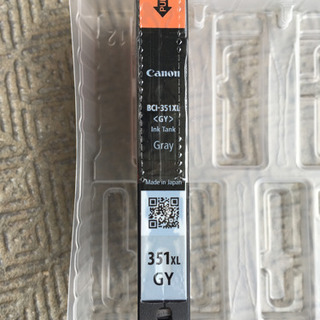 Canon
BCI-351XL
<GY>
Ink Tank
Gray
Made in Japan
351XL
GY